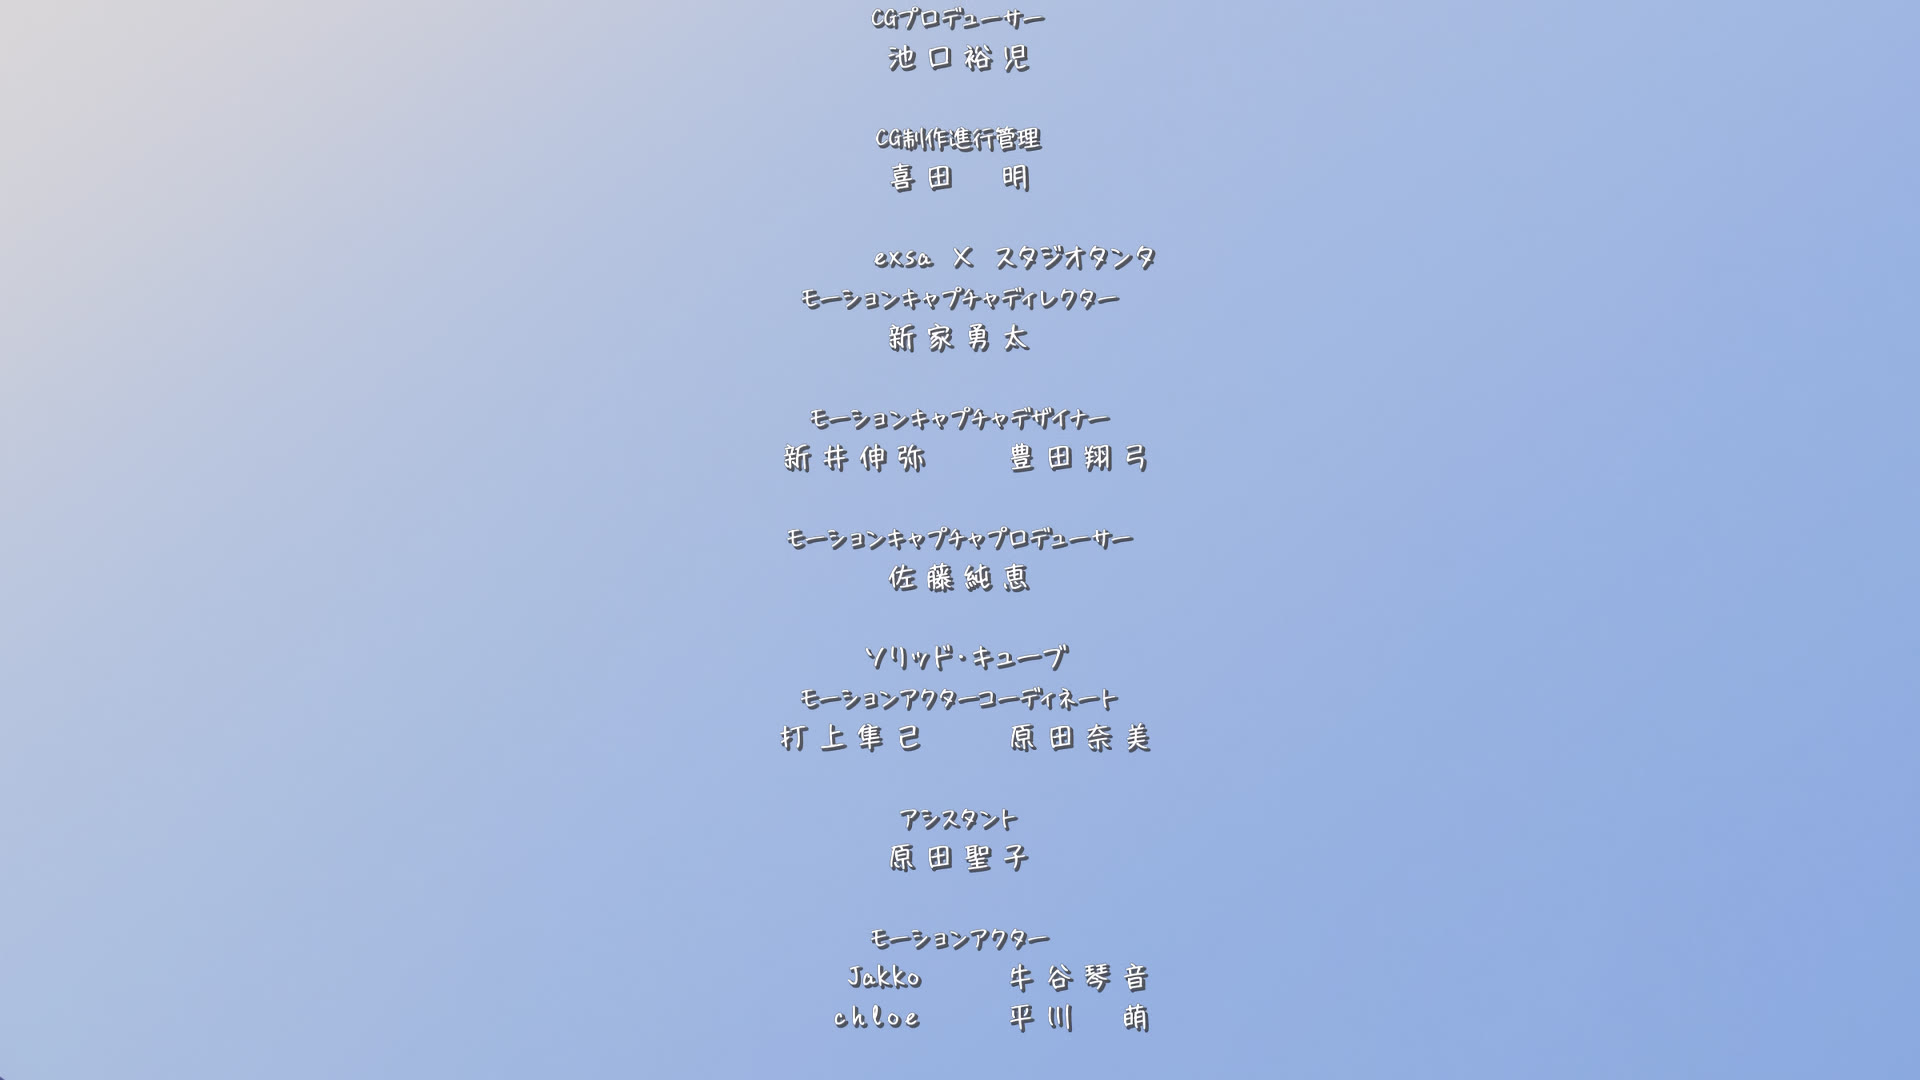 CGプロデューサー
池口裕児
CG制作進行管理
喜田　明
exsa X スタジオタンタ
モーションキャプチャディレクター
新家勇太
モーションキャプチャデザイナー
新井伸弥　豊田翔弓
モーションキャプチャプロデューサー
佐藤純恵
ソリッド・キューブ
モーションアクターコーディネート
打上隼己　原田奈美
アシスタント
原田聖子
モーションアクター
Jakko　牛谷琴音
chloe　平川　萌